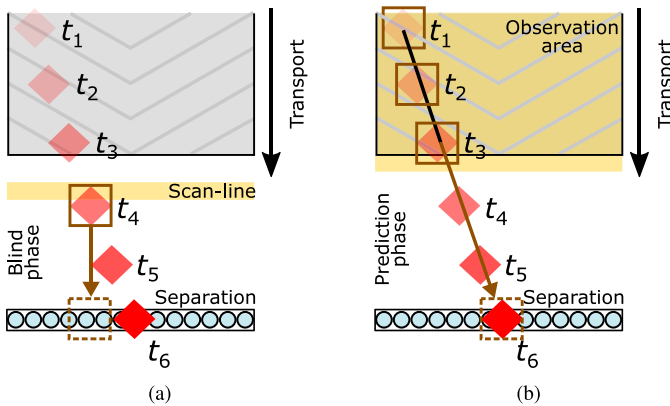 t1
t2
t3
Transport
Scan-line
t4
Blind
phase
t5
Separation
t6
(a)
t1
Observation
area
t2
t3
Transport
t4
Prediction
phase
t5
Separation
t6
(b)